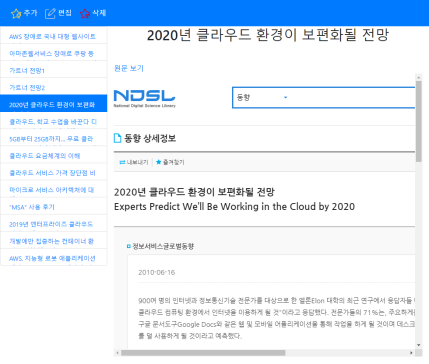 추가 편집 삭제
2020년 클라우드 환경이 보편화될 전망
AWS 장애로 국내 대형 웹사이트
아마존웹서비스 장애로 쿠팡 등
가트너 전망1
가트너 전망2
2020년 클라우드 환경이 보편화
클라우드, 학교 수업을 바꾼다 디
5GB부터 25GB까지... 무료 클라
클라우드 요금체계의 이해
클라우드 서비스 가격 장단점 비
마이크로 서비스 아키텍처에 대
"MSA" 사용 후기
2019년 엔터프라이즈 클라우드
개발에만 집중하는 컨테이너 환
AWS, 지능형 로봇 어플리케이션
원문 보기
NDSL
National Digital Science Library
동향
동향 상세정보
내보내기 즐겨찾기
2020년 클라우드 환경이 보편화될 전망
Experts Predict We'll Be Working in the Cloud by 2020
정보서비스글로벌동향
2010-06-16
900여 명의 인터넷과 정보통신기술 전문가를 대상으로 한 엘론Elon 대학의 최근 연구에서 응답자들
클라우드 컴퓨팅 환경에서 인터넷을 이용하게 될 것"이라고 응답했다. 전문가들의 71%는, 주요하게
구글 문서도구Google Docs와 같은 웹 및 모바일 어플리케이션을 통해 작업을 하게 될 것이며 데스크
를 덜 사용하게 될 것이라고 예측했다.